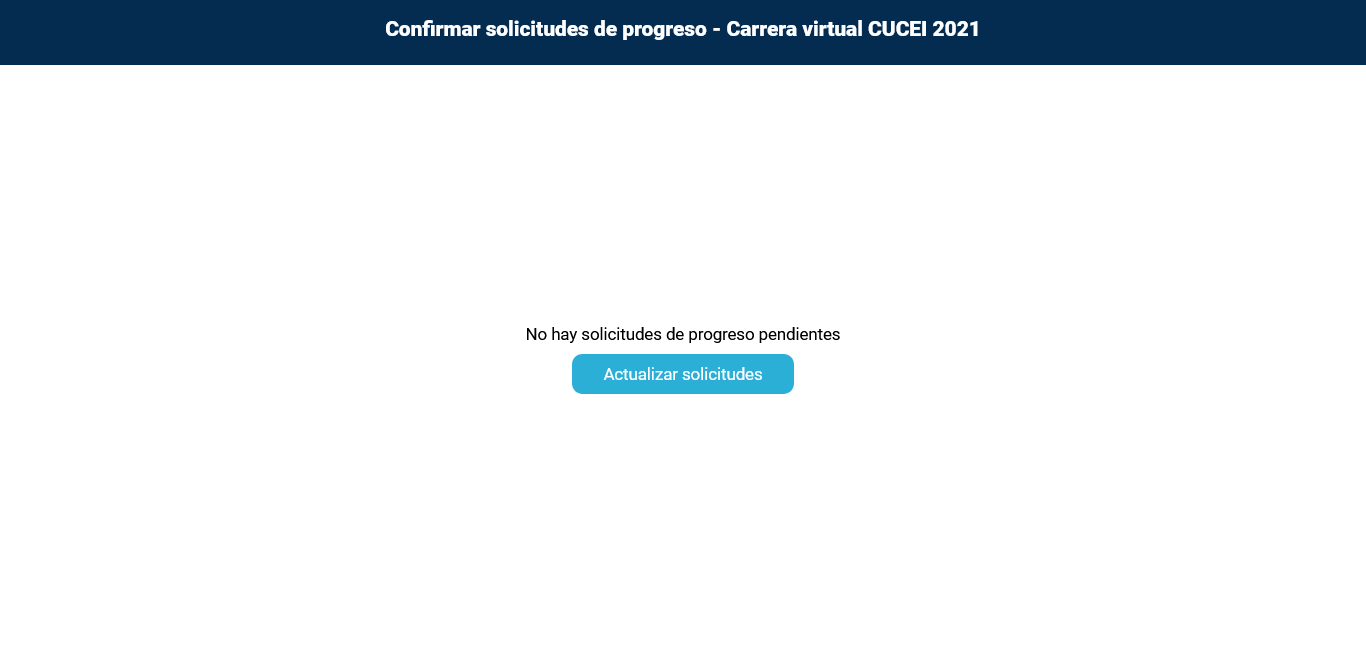 Confirmar solicitudes de progreso - Carrera virtual CUCEI 2021
No hay solicitudes de progreso pendientes
Actualizar solicitudes